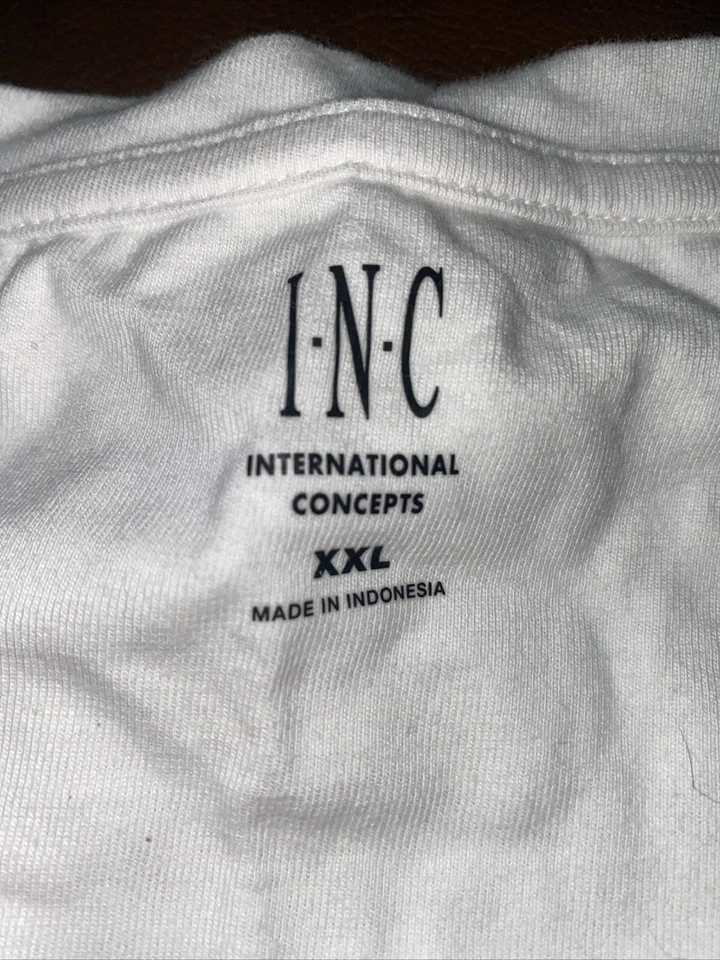 I·N·C
INTERNATIONAL
CONCEPTS
XXL
MADE IN INDONESIA